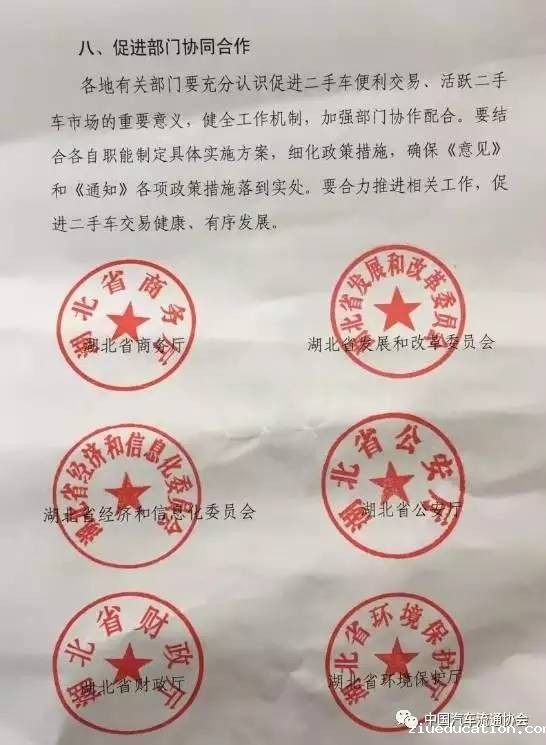 八、促进部门协同合作
各地有关部门要充分认识促进二手车便利交易、活跃二手
车市场的重要意义，健全工作机制，加强部门协作配合。要结
合各自职能制定具体实施方案，细化政策措施，确保《意见》
和《通知》各项政策措施落到实处。要合力推进相关工作，促
进二手车交易健康、有序发展。
湖北省商务厅
湖北省发展和改革委员会
湖北省商务厅
湖北省发展和改革委员会
湖北省经济和信息化委员会
湖北省公安厅
湖北省经济和信息化委员会
湖北省公安厅
湖北省财政厅
湖北省环境保护厅
湖北省财政厅
湖北省环境保护厅
中国汽车流通协会
ziueducation.com